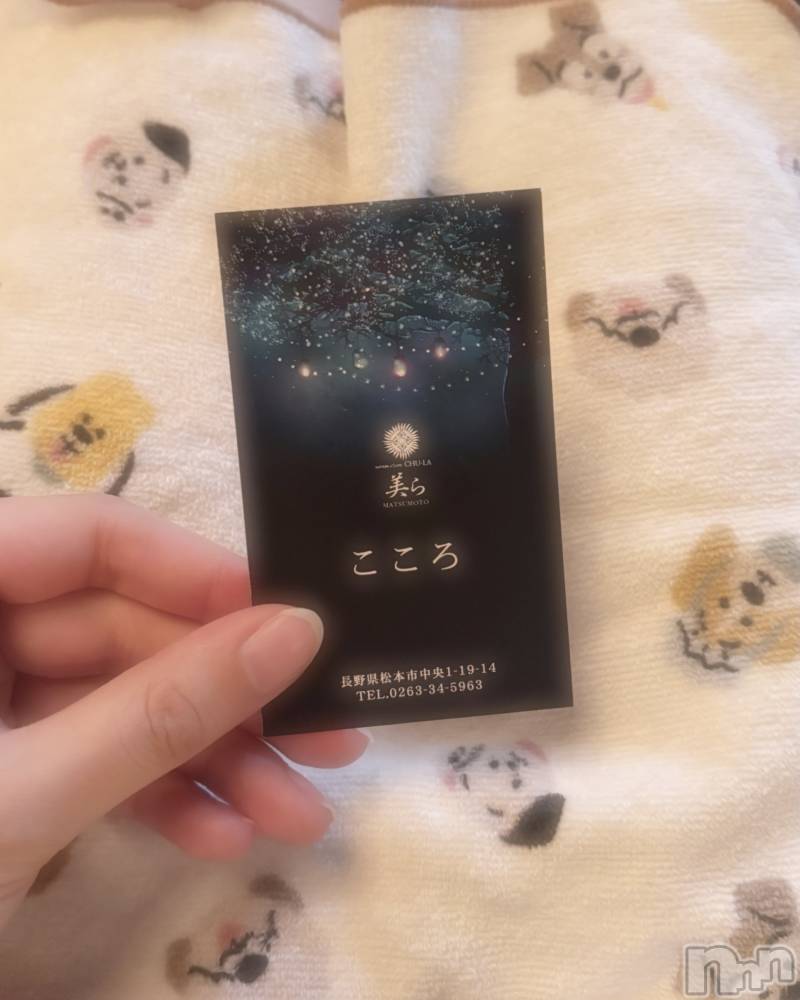 CHU-LA
美ら
MATSUMOTO
こころ
長野県松本市中央1-19-14
TEL.0263-34-5963